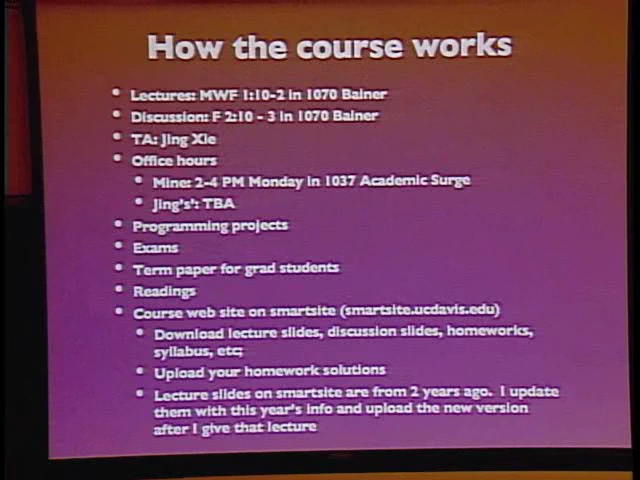 How the course works
• Lectures: MWF 1:10-2 in 1070 Bainer
• Discussion: F 2:10 - 3 in 1070 Bainer
• TA: Jing Xie
• Office hours
• Mine: 2-4 PM Monday in 1037 Academic Surge
• Jing's': TBA
• Programming projects
• Exams
• Term paper for grad students
• Readings
• Course web site on smartsite (smartsite.ucdavis.edu)
• Download lecture slides, discussion slides, homeworks,
syllabus, etc;
• Upload your homework solutions
• Lecture slides on smartsite are from 2 years ago. I update
them with this year's info and upload the new version
after I give that lecture